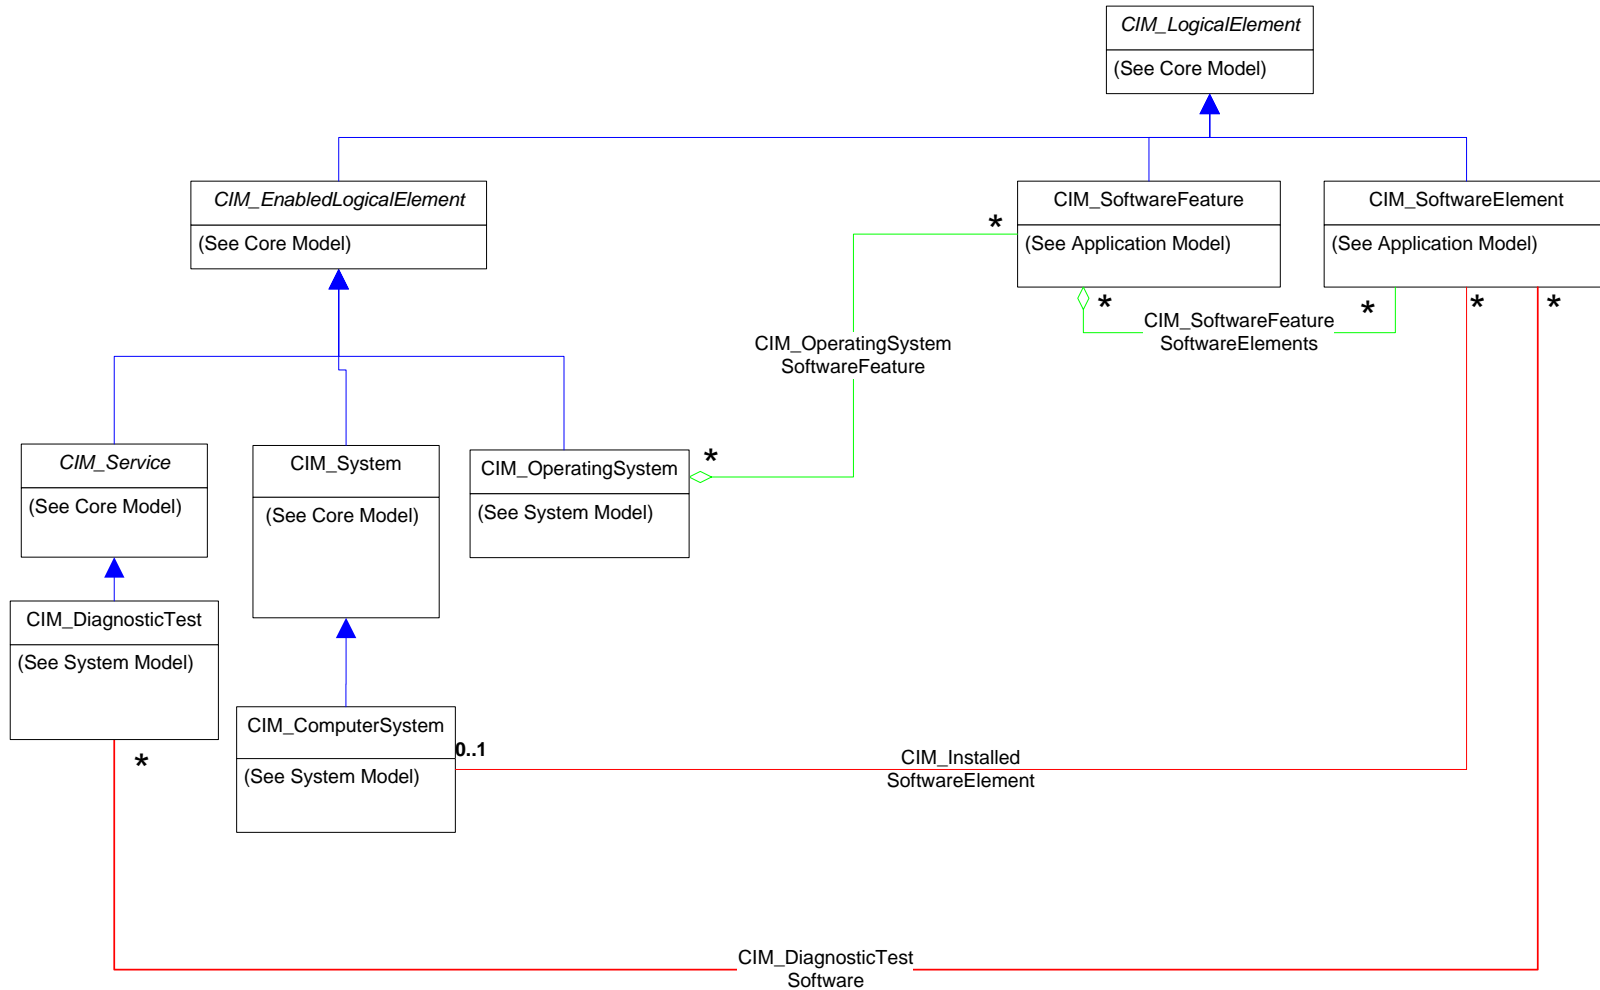 CIM_LogicalElement
(See Core Model)
CIM_EnabledLogicalElement
(See Core Model)
CIM_SoftwareFeature
(See Application Model)
CIM_SoftwareElement
(See Application Model)
*
*
*
*
*
CIM_SoftwareFeature
SoftwareElements
CIM_OperatingSystem
SoftwareFeature
CIM_Service
(See Core Model)
CIM_System
(See Core Model)
CIM_OperatingSystem
(See System Model)
*
CIM_DiagnosticTest
(See System Model)
*
CIM_ComputerSystem
(See System Model)
0..1
CIM_Installed
SoftwareElement
CIM_DiagnosticTest
Software